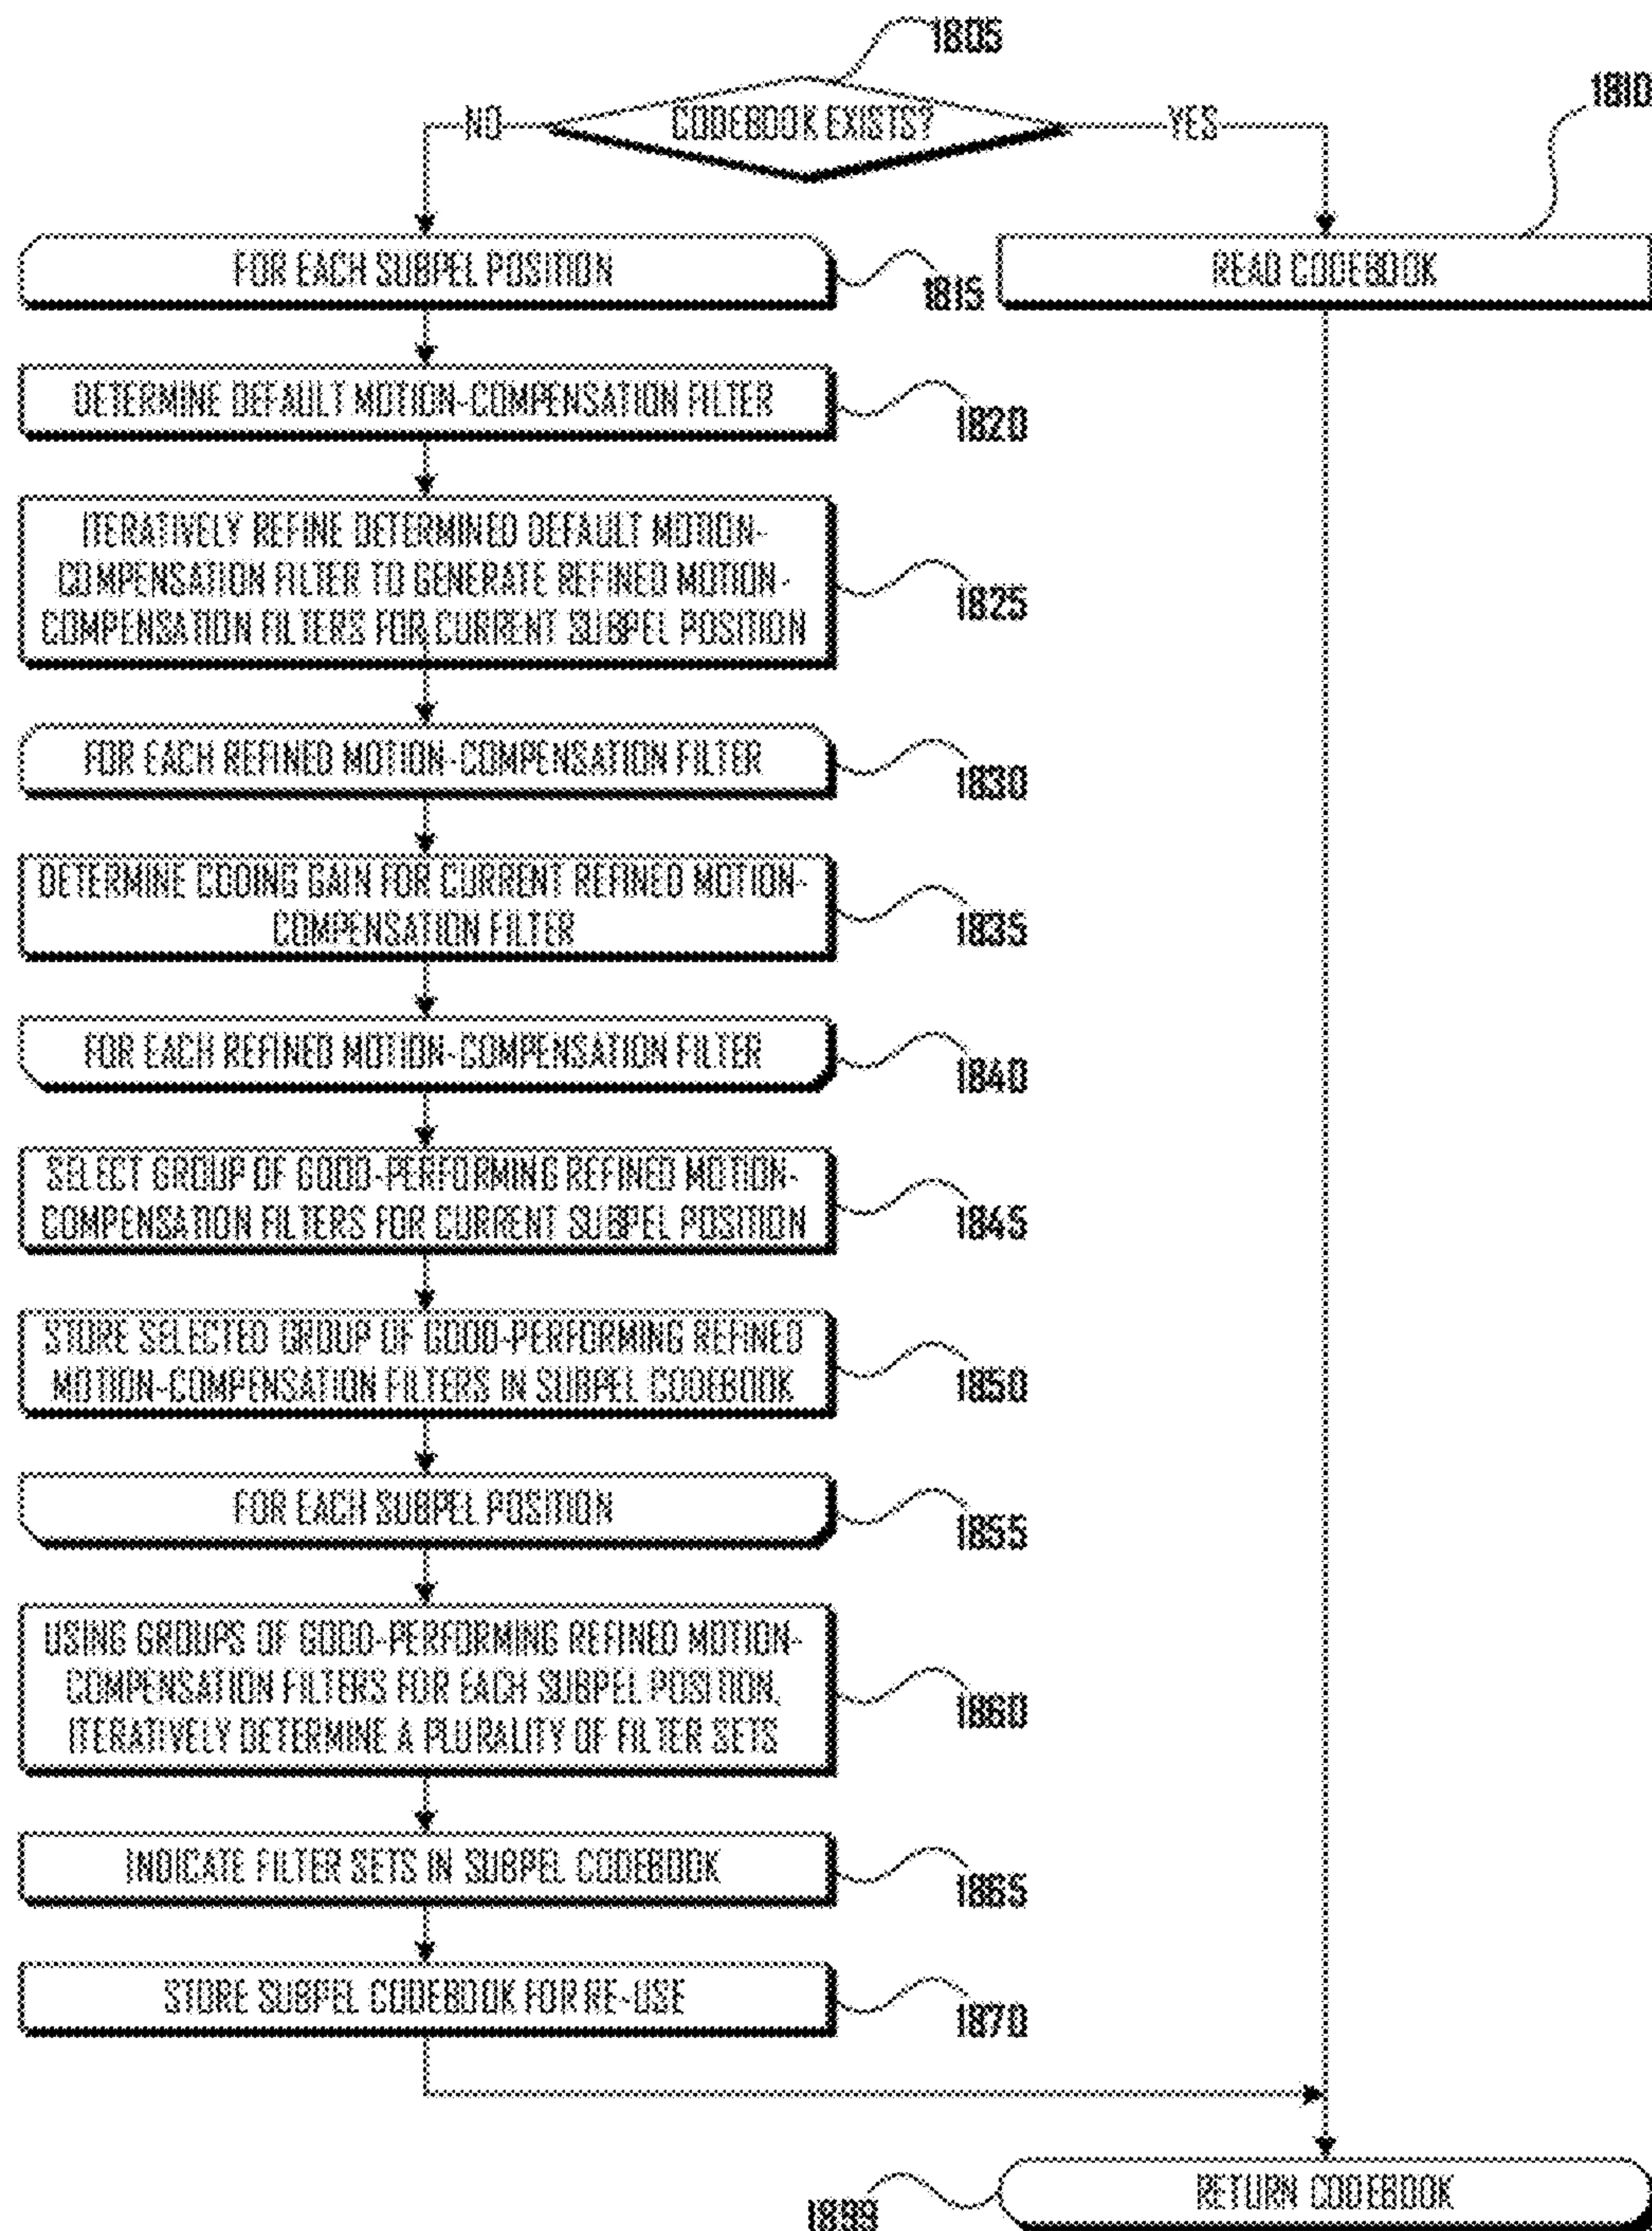 1805
1810
NO
CODEBOOK EXISTS?
YES
FOR EACH SUBPEL POSITION
1815
READ CODEBOOK
DETERMINE DEFAULT MOTION-COMPENSATION FILTER
1820
ITERATIVELY REFINE DETERMINED DEFAULT MOTION-
COMPENSATION FILTER TO GENERATE REFINED MOTION-
COMPENSATION FILTERS FOR CURRENT SUBPEL POSITION
1825
FOR EACH REFINED MOTION-COMPENSATION FILTER
1830
DETERMINE CODING GAIN FOR CURRENT REFINED MOTION-
COMPENSATION FILTER
1835
FOR EACH REFINED MOTION-COMPENSATION FILTER
1840
SELECT GROUP OF GOOD-PERFORMING REFINED MOTION-
COMPENSATION FILTERS FOR CURRENT SUBPEL POSITION
1845
STORE SELECTED GROUP OF GOOD-PERFORMING REFINED
MOTION-COMPENSATION FILTERS IN SUBPEL CODEBOOK
1850
FOR EACH SUBPEL POSITION
1855
USING GROUPS OF GOOD-PERFORMING REFINED MOTION-
COMPENSATION FILTERS FOR EACH SUBPEL POSITION,
ITERATIVELY DETERMINE A PLURALITY OF FILTER SETS
1860
INDICATE FILTER SETS IN SUBPEL CODEBOOK
1865
STORE SUBPEL CODEBOOK FOR RE-USE
1870
RETURN CODEBOOK
1899